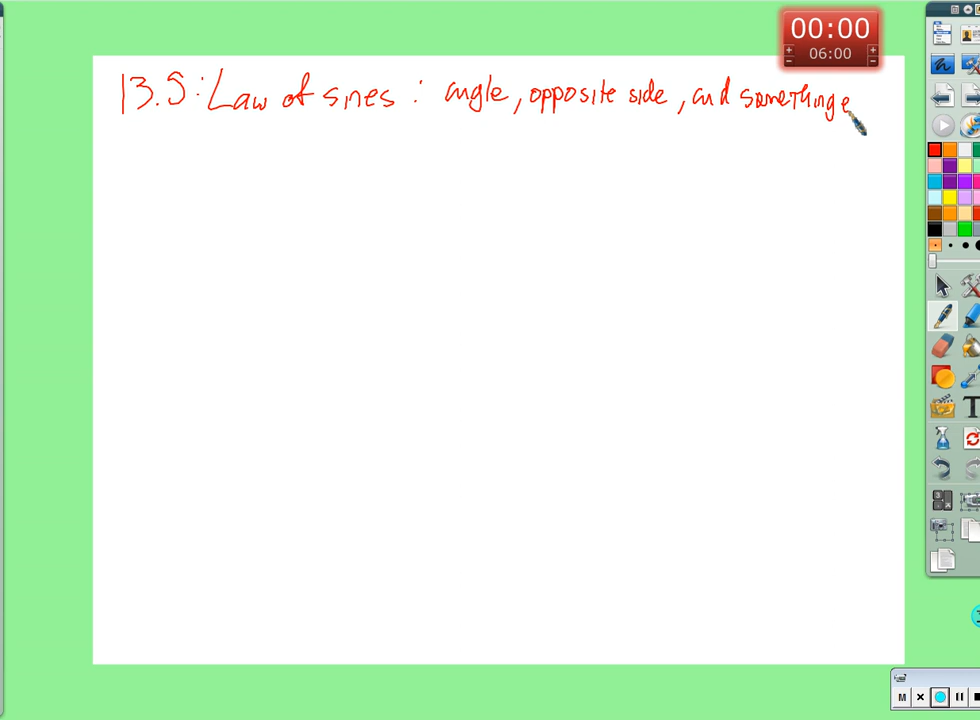 00:00
06:00
13.5: Law of sines: angle, opposite side, and something e
M